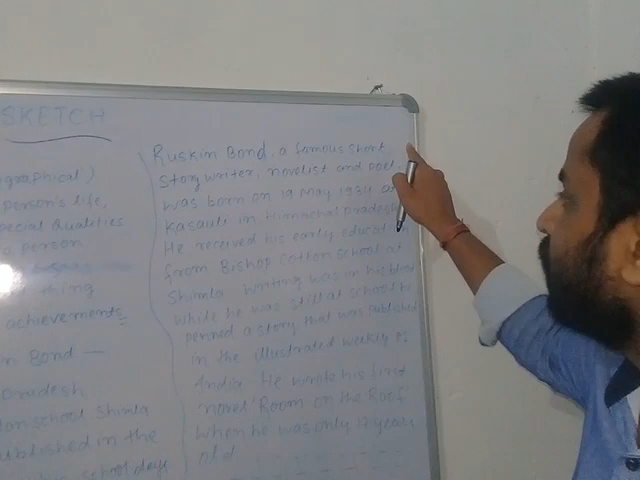 SKETCH
graphical)
person's life,
pecial qualities
a person
thing
achievements
n Bond —
Pradesh
ton school Shimla
ublished in the
school days
Ruskin Bond, a famous short
Story writer, novelist and poet,
was born on 19 May 1934 at
Kasauli in Himachal pradesh
He received his early educati
from Bishop Cotton school at
Shimla Writing was in his blood
while he was still at school he
penned a story that was published
in the illustrated weekly of
India. He wrote his first
novel 'Room on the Roof'
when he was only 17 years
old